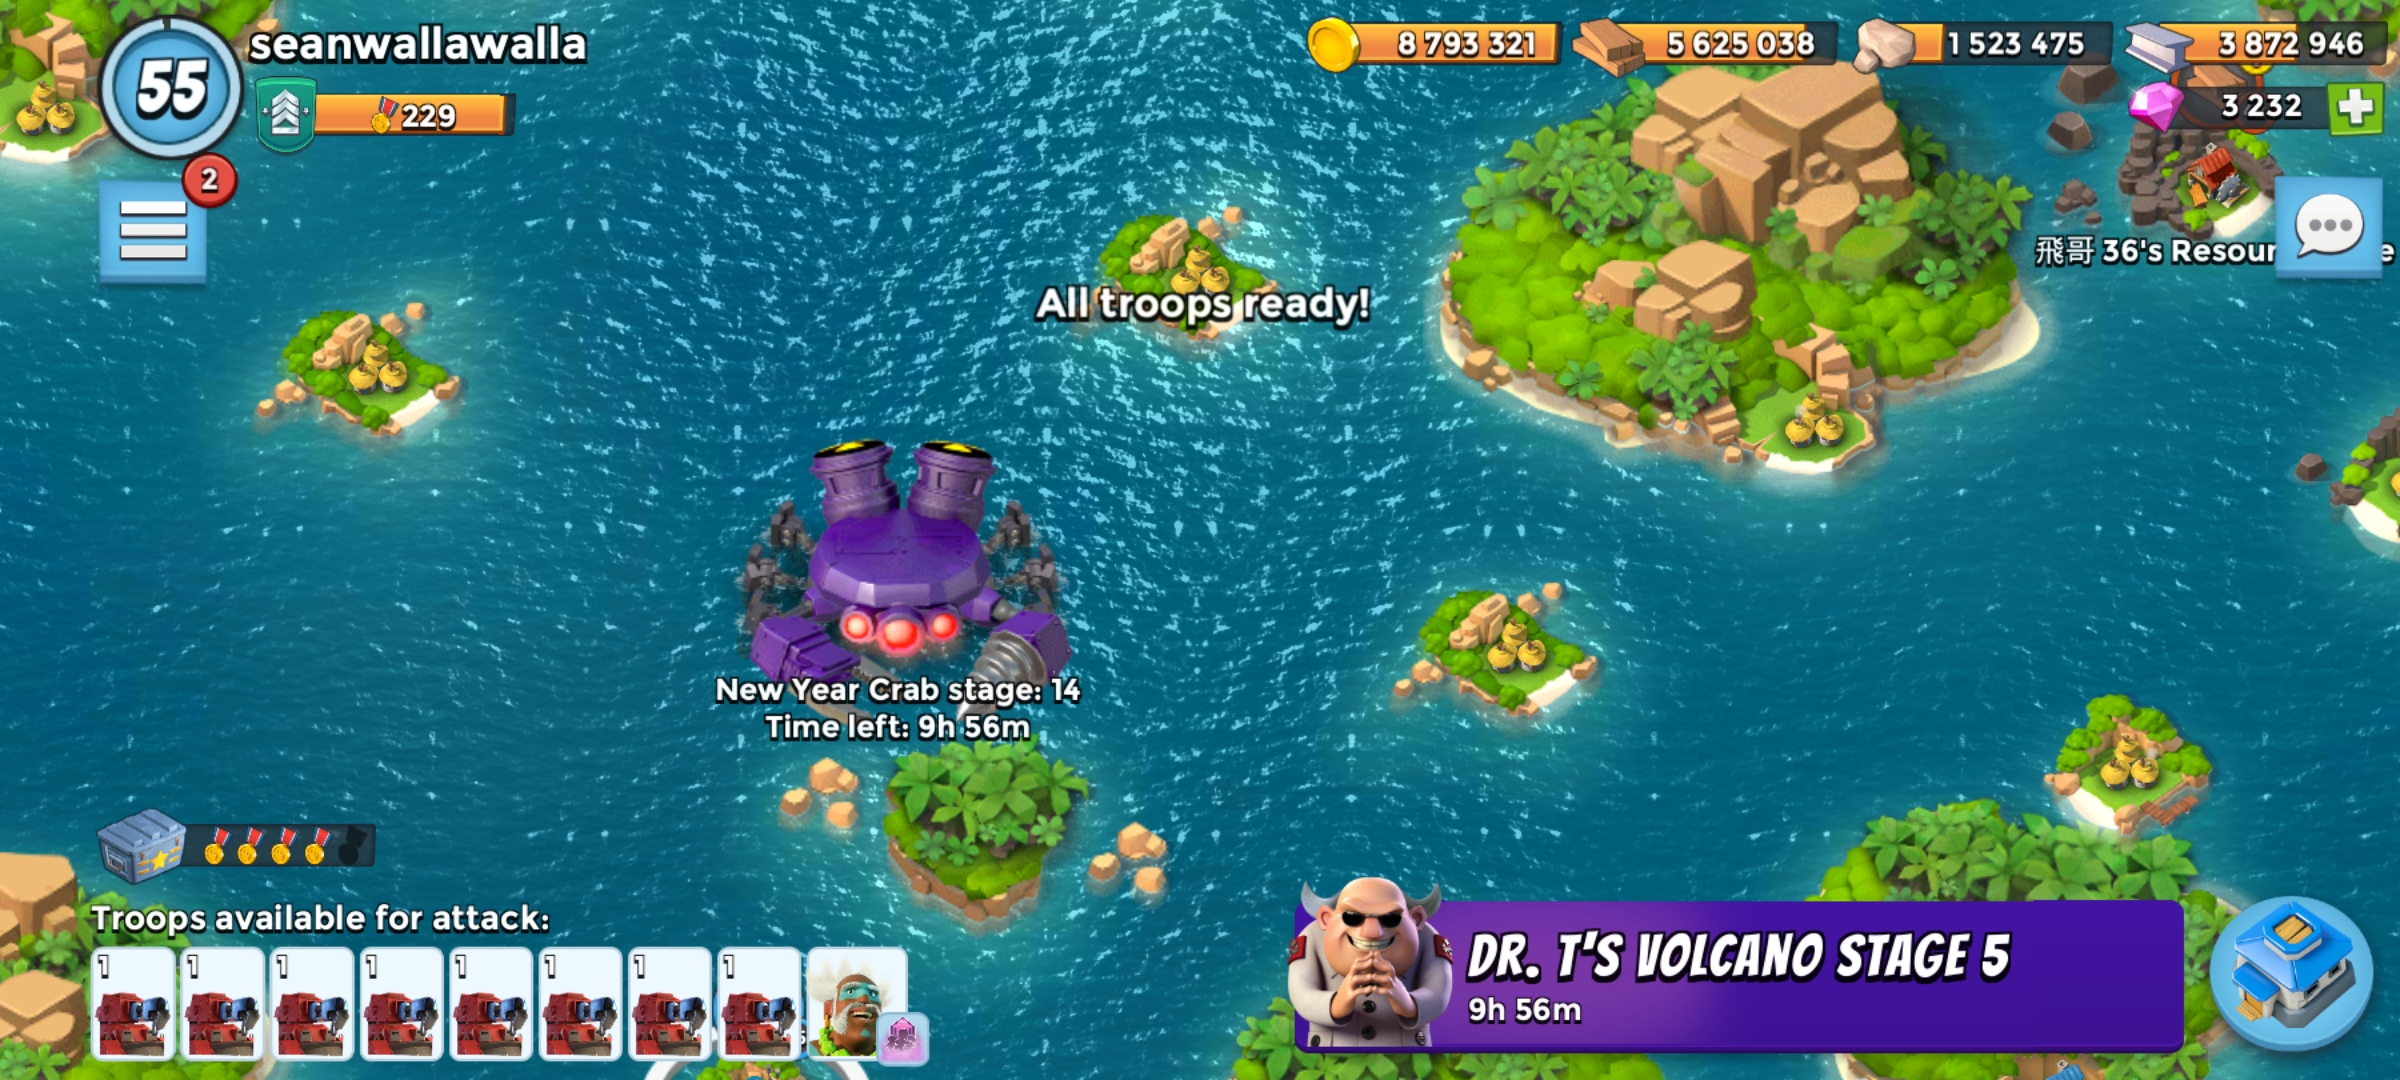 55
seanwallawalla
229
8 793 321
5 625 038
1 523 475
3 872 946
3 232
2
飛哥 36's
All troops ready!
New Year Crab stage: 14
Time left: 9h 56m
Troops available for attack:
1 1 1 1 1 1 1 1
DR. T'S VOLCANO STAGE 5
9h 56m